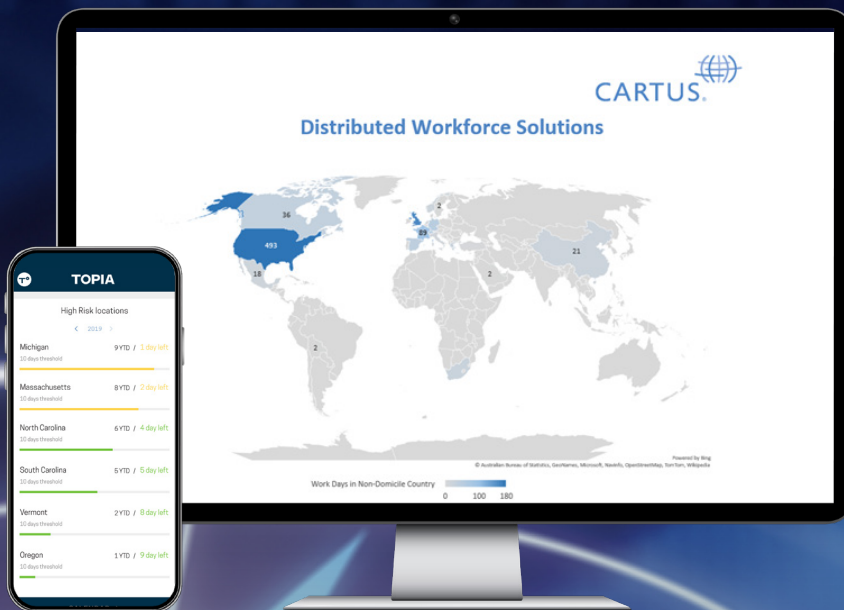 CARTUS.
Distributed Workforce Solutions
2
36
89
493
21
18
2
2
Powered by Bing
© Australian Bureau of Statistics, GeoNames, Microsoft, Navinfo, OpenStreetMap, TomTom, Wikipedia
Work Days in Non-Domicile Country
0 100 180
TOPIA
High Risk locations
< 2019 >
Michigan 9 YTD / 1 day left
10 days threshold
Massachusetts 8 YTD / 2 day left
10 days threshold
North Carolina 6 YTD / 4 day left
10 days threshold
South Carolina 5 YTD / 5 day left
10 days threshold
Vermont 2 YTD / 8 day left
10 days threshold
Oregon 1 YTD / 9 day left
10 days threshold